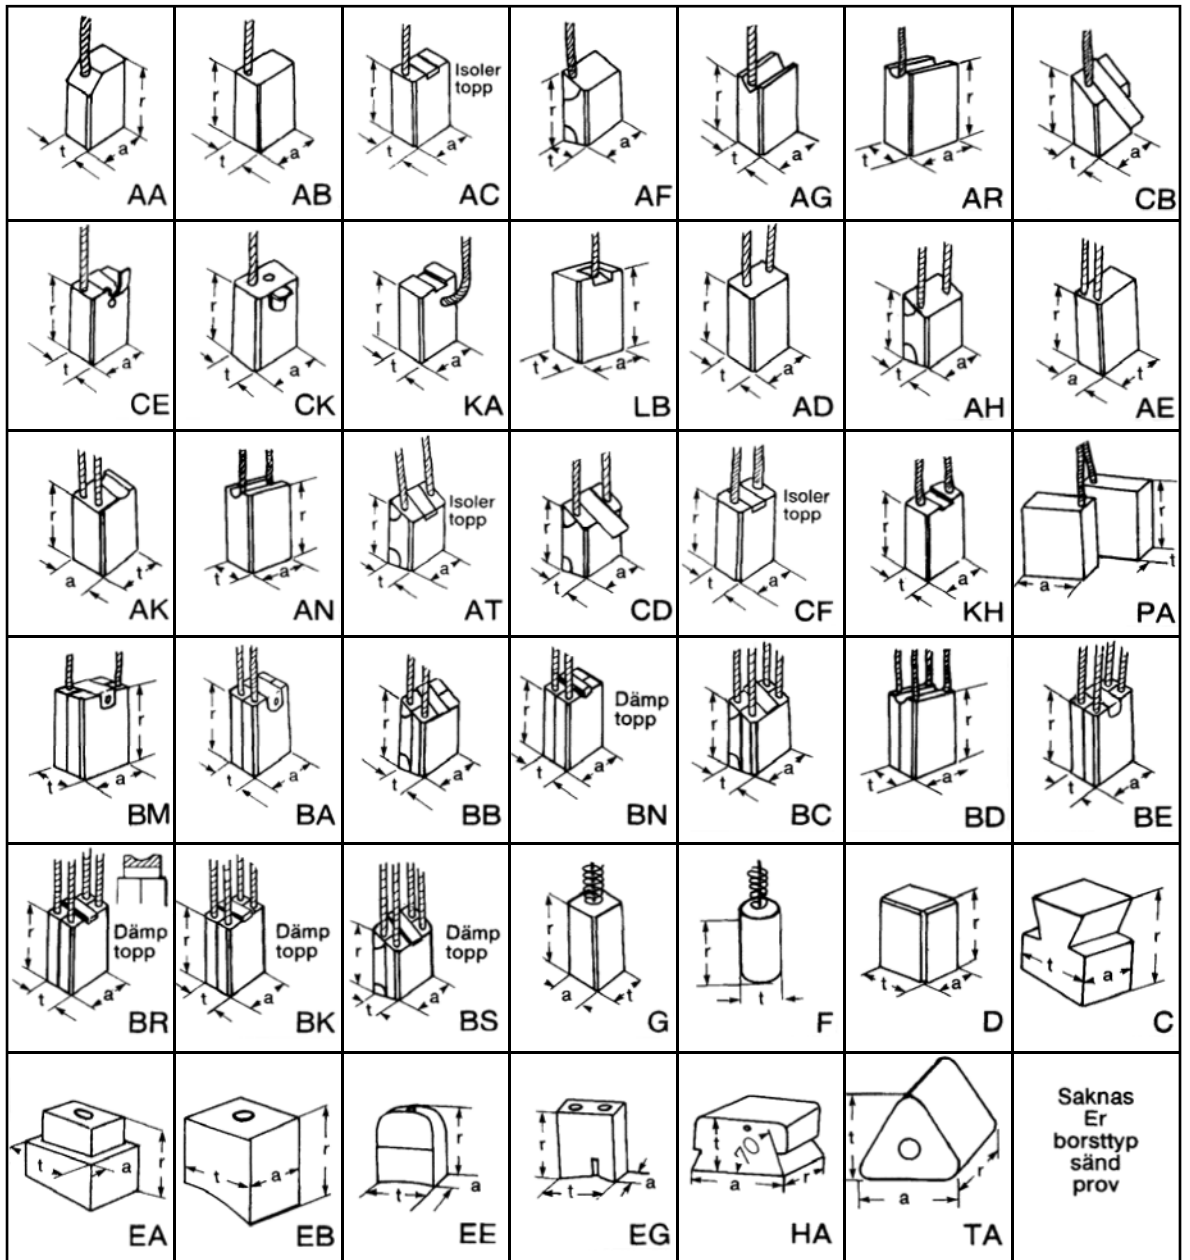 r
t
a
AA
r
t
a
AB
r
Isoler
topp
t
a
AC
r
t
a
AF
r
t
a
AG
r
t
a
AR
r
t
a
CB
r
t
a
CE
r
t
a
CK
r
t
a
KA
r
t
a
LB
r
t
a
AD
r
t
a
AH
r
a
t
AE
r
a
t
AK
r
t
a
AN
r
Isoler
topp
t
a
AT
r
t
a
CD
r
Isoler
topp
t
a
CF
r
t
a
KH
r
t
a
PA
r
t
a
BM
r
t
a
BA
r
t
a
BB
r
Dämp
topp
t
a
BN
r
t
a
BC
r
t
a
BD
r
t
a
BE
r
Dämp
topp
t
a
BR
r
Dämp
topp
t
a
BK
r
Dämp
topp
t
a
BS
r
a
t
G
r
t
F
r
t
a
D
r
t
a
C
r
t
a
EA
r
t
a
EB
r
t
a
EE
r
t
a
EG
t
70
a
r
HA
t
a
r
TA
Saknas
Er
borsttyp
sänd
prov